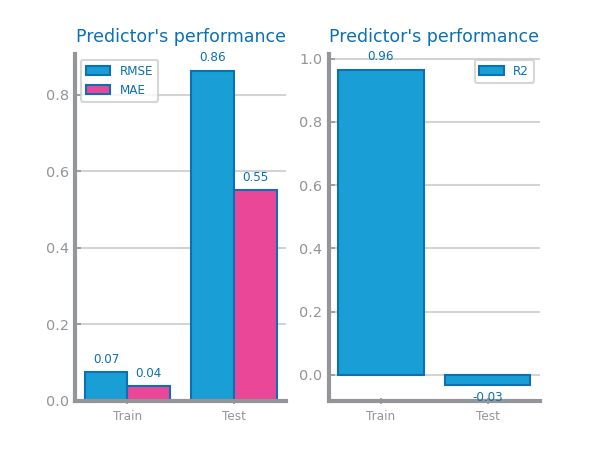 Predictor's performance
RMSE
MAE
0.8
0.6
0.4
0.2
0.0
0.07
0.04
0.86
0.55
Train
Test
Predictor's performance
R2
1.0
0.8
0.6
0.4
0.2
0.0
0.96
-0.03
Train
Test